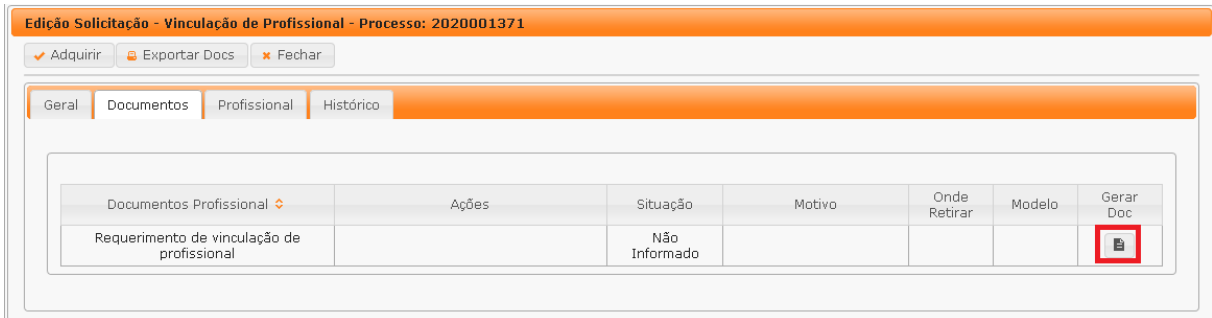 Edição Solicitação - Vinculação de Profissional - Processo: 2020001371
Adquirir Exportar Docs Fechar
Geral Documentos Profissional Histórico
Documentos Profissional Ações Situação Motivo Onde Retirar Modelo Gerar Doc
Requerimento de vinculação de profissional Não Informado